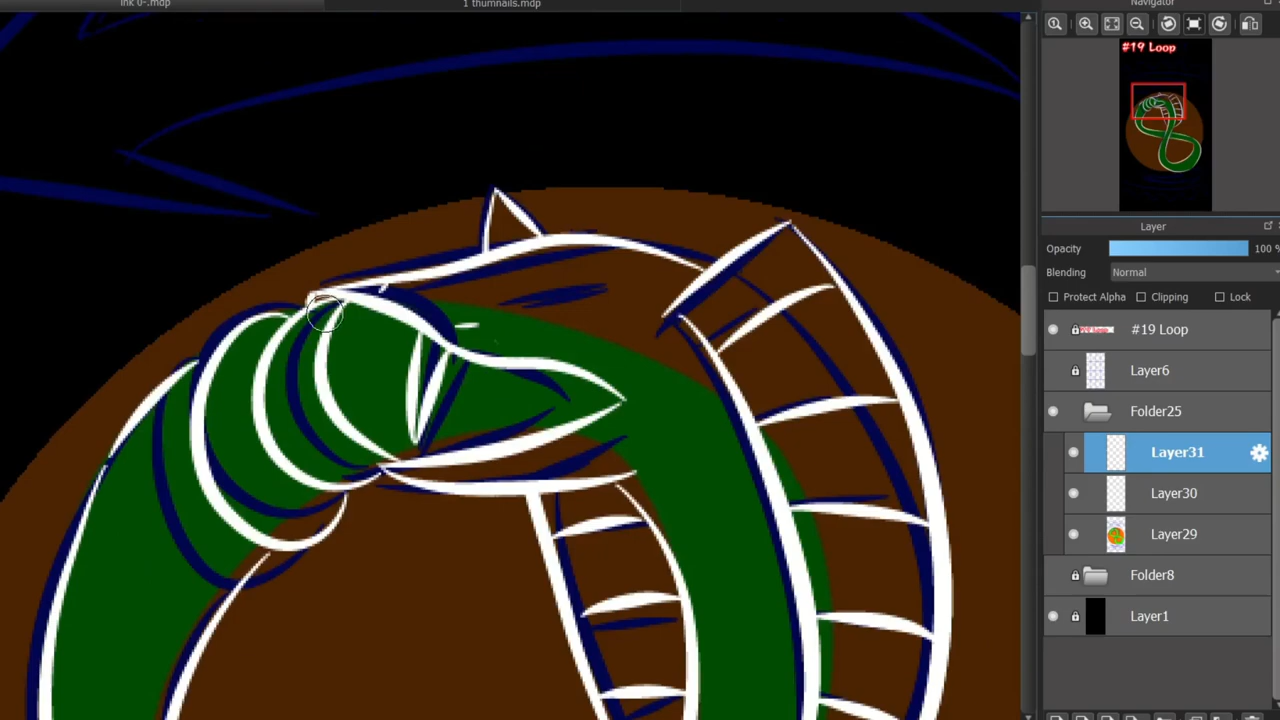 ink 0-.mdp
1 thumnails.mdp
Navigator
#19 Loop
Layer
Opacity
100 %
Blending
Normal
Protect Alpha
Clipping
Lock
#19 Loop
Layer6
Folder25
Layer31
Layer30
Layer29
Folder8
Layer1